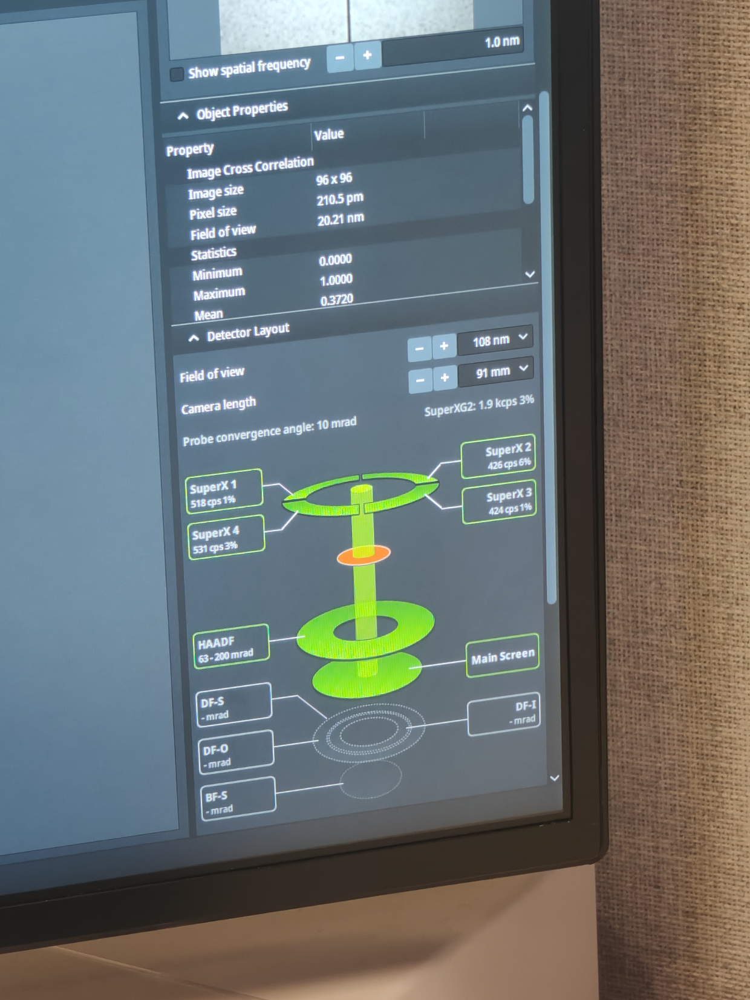 1.0 nm
Show spatial frequency
Object Properties
Property Value
Image Cross Correlation
Image size 96 x 96
Pixel size 210.5 pm
Field of view 20.21 nm
Statistics
Minimum 0.0000
Maximum 1.0000
Mean 0.3720
Detector Layout
Field of view 108 nm
Camera length 91 mm
Probe convergence angle: 10 mrad SuperXG2: 1.9 kcps 3%
SuperX 1
518 cps 1%
SuperX 2
426 cps 6%
SuperX 4
531 cps 3%
SuperX 3
424 cps 1%
HAADF
63 - 200 mrad
Main Screen
DF-S
- mrad
DF-I
- mrad
DF-O
- mrad
BF-S
- mrad